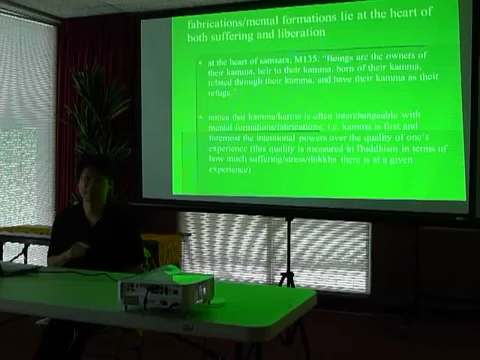 fabrications/mental formations lie at the heart of
both suffering and liberation
• at the heart of samsara; M135: "Beings are the owners of
their kamma, heir to their kamma, born of their kamma,
related through their kamma, and have their kamma as their
refuge."
• notice that kamma/karma is often interchangeable with
mental formations/fabrications; i.e. kamma is first and
foremost the intentional powers over the quality of one's
experience (this quality is measured in Buddhism in terms of
how much suffering/stress/dukkha there is at a given
experience)